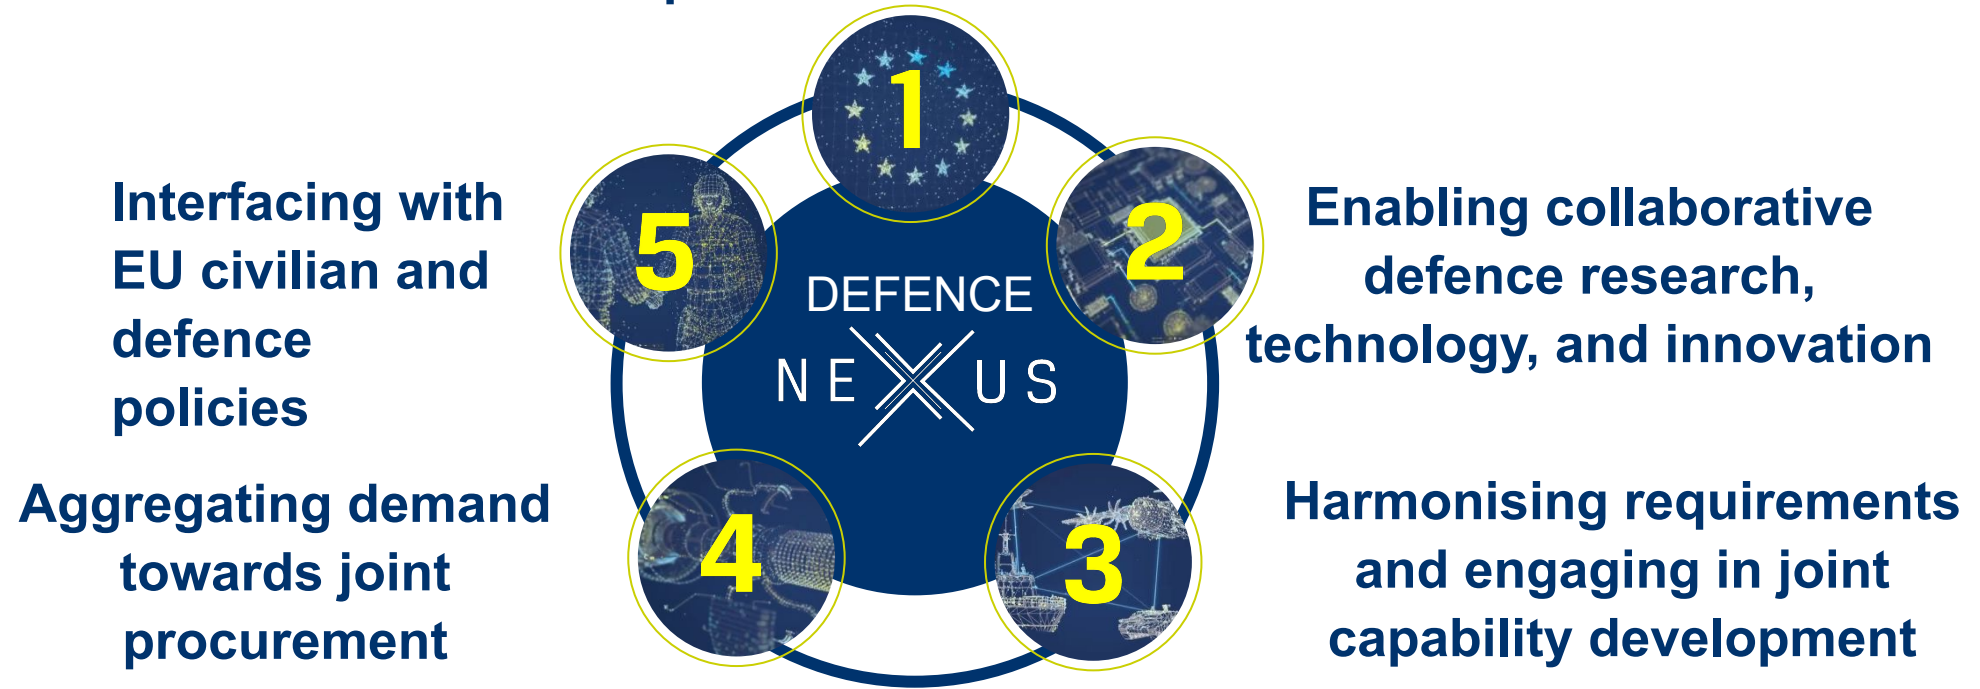 1
2
Enabling collaborative
defence research,
technology, and innovation
3
Harmonising requirements
and engaging in joint
capability development
4
Aggregating demand
towards joint
procurement
5
Interfacing with
EU civilian and
defence
policies
DEFENCE
NEXUS